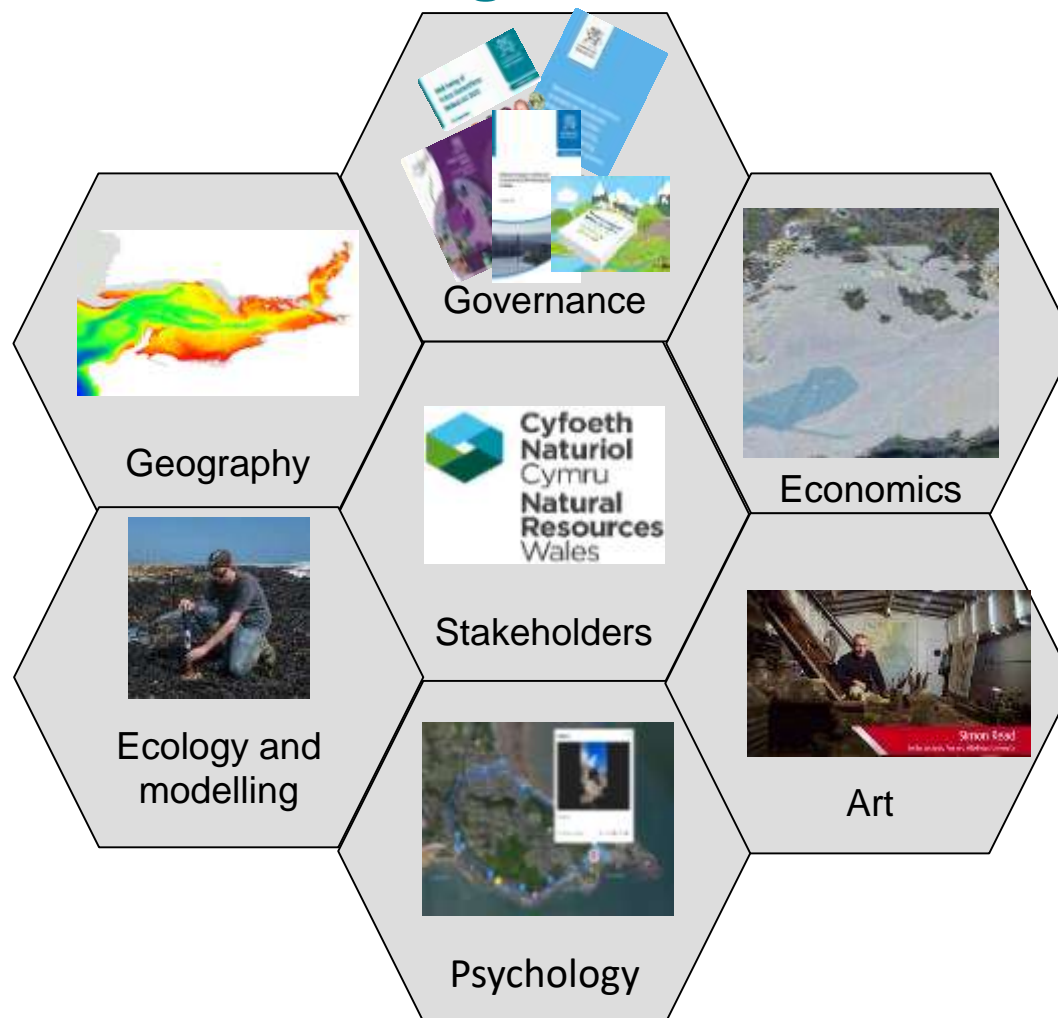 Governance
Geography
Economics
Cyfoeth
Naturiol
Cymru
Natural
Resources
Wales
Stakeholders
Ecology and
modelling
Simon Read
Art
Psychology